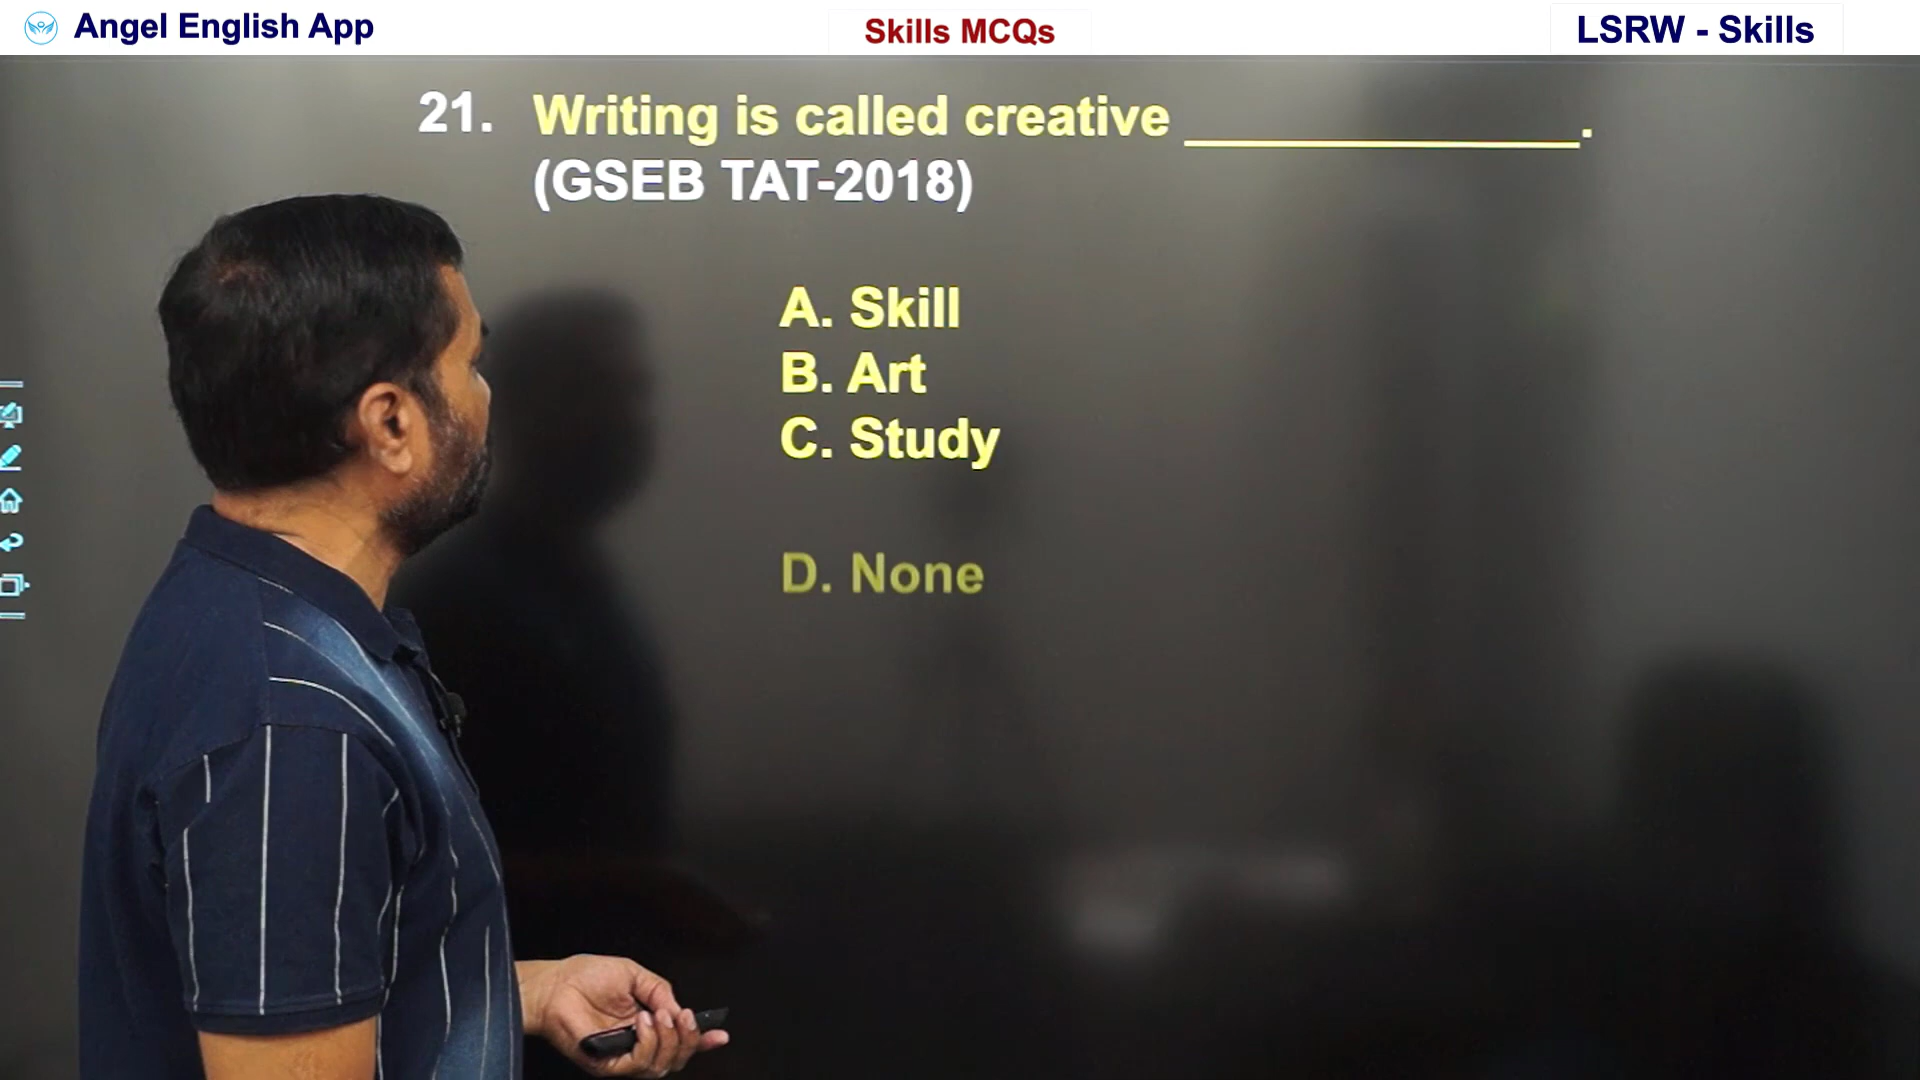 Angel English App
Skills MCQs
LSRW - Skills
21. Writing is called creative ______________.
(GSEB TAT-2018)
A. Skill
B. Art
C. Study
D. None